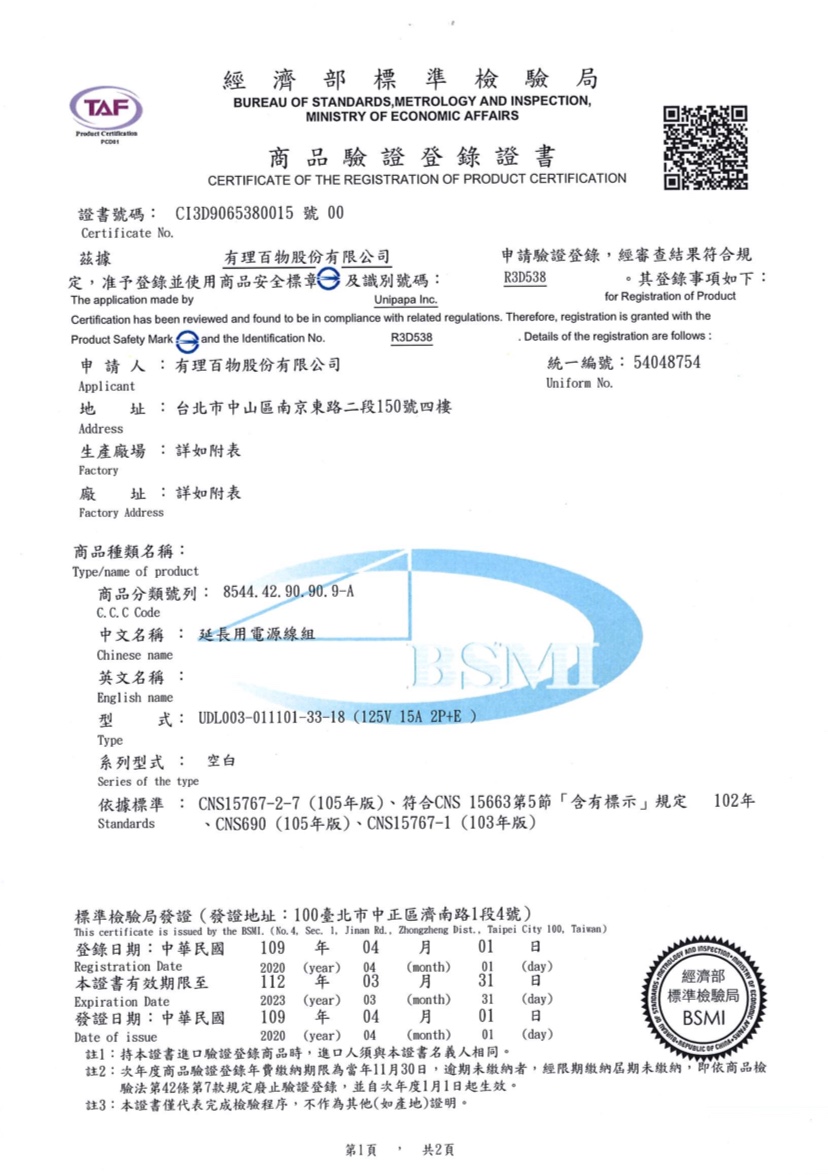 經濟部標準檢驗局
BUREAU OF STANDARDS,METROLOGY AND INSPECTION,
MINISTRY OF ECONOMIC AFFAIRS
TAF
Product Certification
PCD01
商品驗證登錄證書
CERTIFICATE OF THE REGISTRATION OF PRODUCT CERTIFICATION
證書號碼： CI3D9065380015 號 00
Certificate No.
茲據 有理百物股份有限公司 申請驗證登錄，經審查結果符合規
定，准予登錄並使用商品安全標章 及識別號碼： R3D538 。其登錄事項如下：
The application made by Unipapa Inc. for Registration of Product
Certification has been reviewed and found to be in compliance with related regulations. Therefore, registration is granted with the
Product Safety Mark and the Identification No. R3D538 . Details of the registration are follows :
申請人：有理百物股份有限公司 統一編號：54048754
Applicant Uniform No.
地 址：台北市中山區南京東路二段150號四樓
Address
生產廠場：詳如附表
Factory
廠 址：詳如附表
Factory Address
商品種類名稱：
Type/name of product
商品分類號列： 8544.42.90.90.9-A
C.C.C Code
中文名稱 ： 延長用電源線組
Chinese name
BSMI
英文名稱 ：
English name
型 式： UDL003-011101-33-18 (125V 15A 2P+E )
Type
系列型式 ： 空白
Series of the type
依據標準 ： CNS15767-2-7 (105年版)、符合CNS 15663第5節「含有標示」規定 102年
Standards 、CNS690 (105年版)、CNS15767-1 (103年版)
標準檢驗局發證(發證地址：100臺北市中正區濟南路1段4號)
This certificate is issued by the BSMI. (No.4, Sec. 1, Jinan Rd., Zhongzheng Dist., Taipei City 100, Taiwan)
登錄日期：中華民國 109 年 04 月 01 日
Registration Date 2020 (year) 04 (month) 01 (day)
本證書有效期限至 112 年 03 月 31 日
Expiration Date 2023 (year) 03 (month) 31 (day)
發證日期：中華民國 109 年 04 月 01 日
Date of issue 2020 (year) 04 (month) 01 (day)
經濟部
標準檢驗局
BSMI
BUREAU OF STANDARDS, METROLOGY AND INSPECTION, MINISTRY OF ECONOMIC AFFAIRS, REPUBLIC OF CHINA
註1：持本證書進口驗證登錄商品時，進口人須與本證書名義人相同。
註2：次年度商品驗證登錄年費繳納期限為當年11月30日，逾期未繳納者，經限期繳納屆期未繳納，即依商品檢
驗法第42條第7款規定廢止驗證登錄，並自次年度1月1日起生效。
註3：本證書僅代表完成檢驗程序，不作為其他(如產地)證明。
第1頁 ， 共2頁